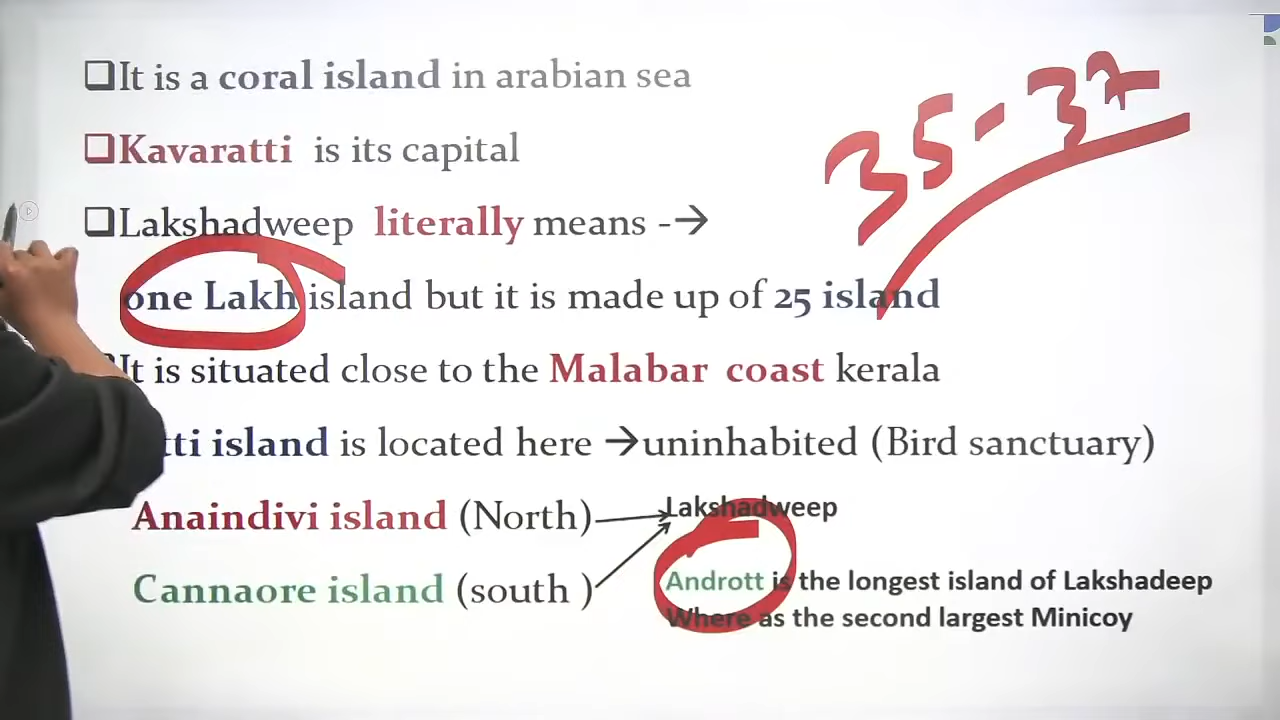 It is a coral island in arabian sea
35-37
Kavaratti is its capital
Lakshadweep literally means -→
one Lakh island but it is made up of 25 island
It is situated close to the Malabar coast kerala
island is located here →uninhabited (Bird sanctuary)
Anaindivi island (North)
Lakshadweep
Cannaore island (south )
Andrott is the longest island of Lakshadeep
Where as the second largest Minicoy